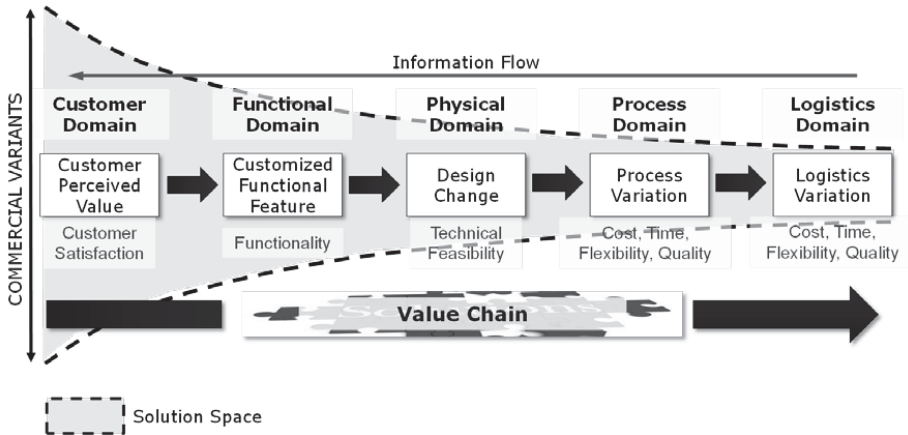 COMMERCIAL VARIANTS
Information Flow
Customer
Domain
Functional
Domain
Physical
Domain
Process
Domain
Logistics
Domain
Customer
Perceived
Value
Customized
Functional
Feature
Design
Change
Process
Variation
Logistics
Variation
Customer
Satisfaction
Functionality
Technical
Feasibility
Cost, Time,
Flexibility, Quality
Cost, Time,
Flexibility, Quality
Value Chain
Solution Space